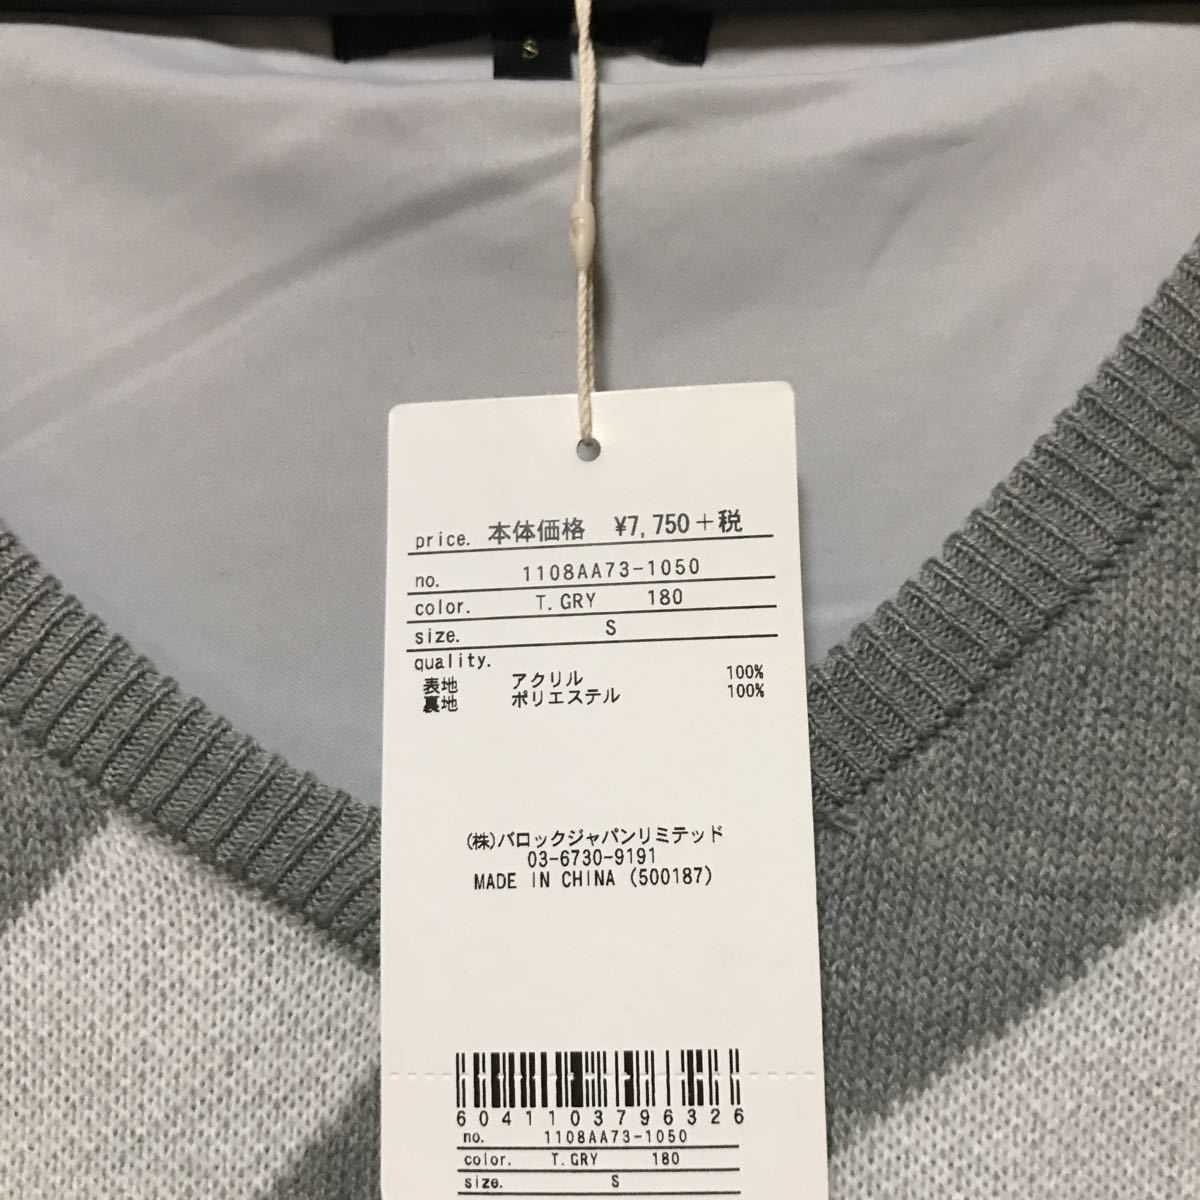 S
price. 本体価格 ¥7,750+税
no. 1108AA73-1050
color. T.GRY 180
size. S
quality.
表地 アクリル 100%
裏地 ポリエステル 100%
(株)バロックジャパンリミテッド
03-6730-9191
MADE IN CHINA (500187)
604110379632 6
no. 1108AA73-1050
color. T.GRY 180
size. S